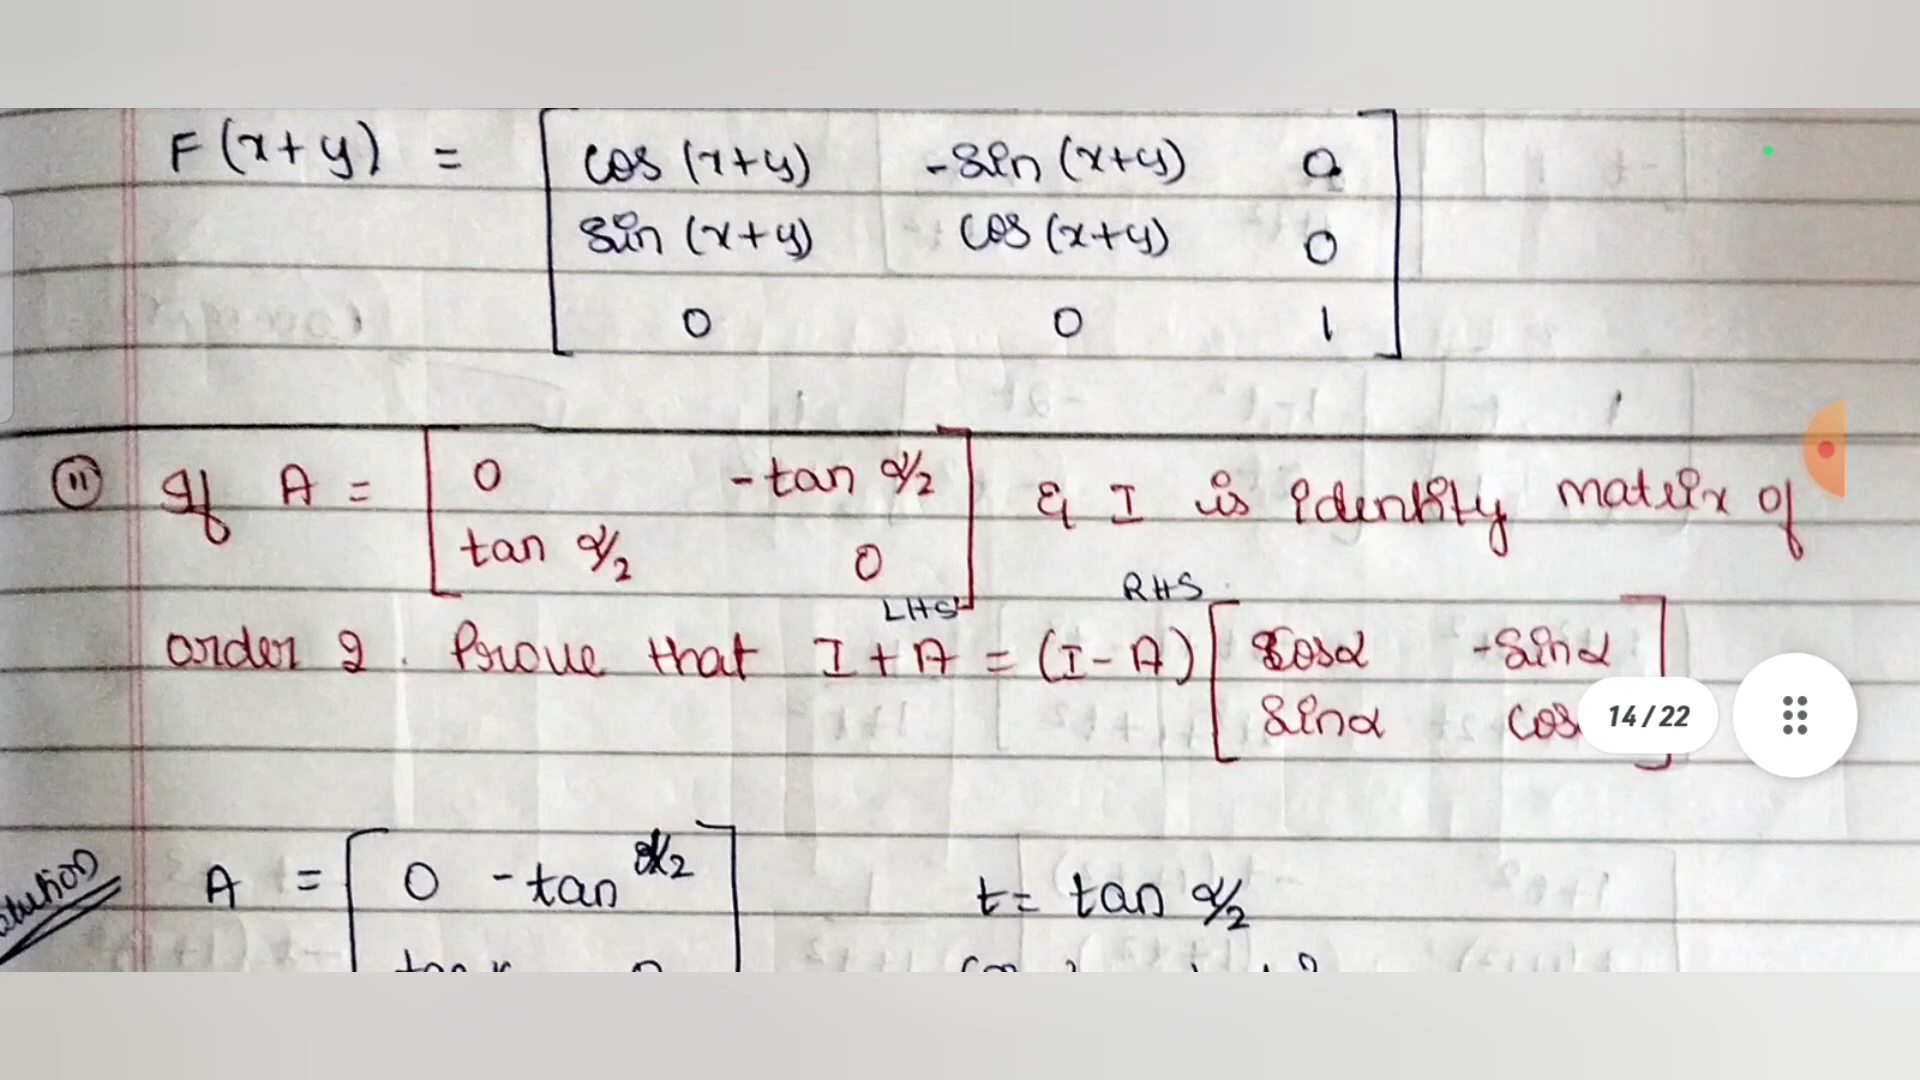 F(x+y) = [ cos(x+y) -sin(x+y) 0
sin(x+y) cos(x+y) 0
0 0 1 ]
(11) If A = [ 0 -tan α/2 & I is identity matrix of
tan α/2 0 ]
LHS RHS
order 2. Prove that I + A = (I - A) [ cosα -sinα
sinα cos ]
14/22
A = [ 0 -tan α/2 ] t = tan α/2